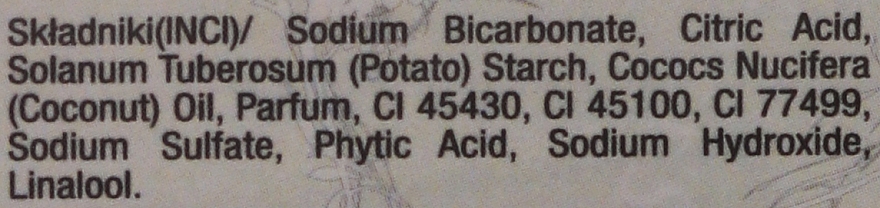 Składniki(INCI)/ Sodium Bicarbonate, Citric Acid,
Solanum Tuberosum (Potato) Starch, Cococs Nucifera
(Coconut) Oil, Parfum, CI 45430, CI 45100, CI 77499,
Sodium Sulfate, Phytic Acid, Sodium Hydroxide,
Linalool.